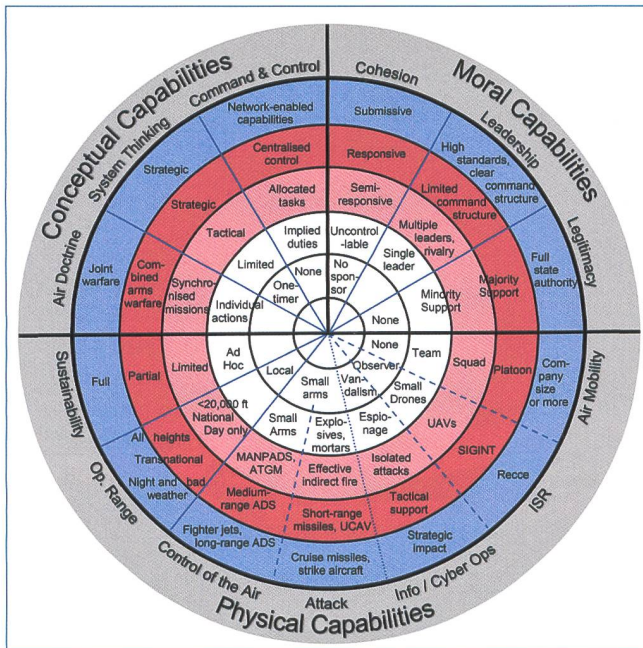 Conceptual Capabilities
Moral Capabilities
Physical Capabilities
Command & Control
Network-enabled
capabilities
Centralised
control
Allocated
tasks
Implied
duties
None
Cohesion
Submissive
Responsive
Semi-
responsive
Uncontrol
-lable
No
spon-
sor
Leadership
High
standards,
clear
command
structure
Limited
command
structure
Multiple
leaders,
rivalry
Single
leader
None
Legitimacy
Full
state
authority
Majority
Support
Minority
Support
Air Mobility
Com-
pany
size
or more
Platoon
Squad
Team
None
ISR
Recce
SIGINT
UAVs
Small
Drones
Observer
Info / Cyber Ops
Strategic
impact
Tactical
support
Isolated
attacks
Espio-
nage
Van-
dalism
Attack
Cruise missiles,
strike aircraft
Short-range
missiles, UCAV
Effective
indirect fire
Explo-
sives,
mortars
Small
arms
Control of the Air
Fighter jets,
long-range ADS
Medium-
range ADS
MANPADS,
ATGM
Small
Arms
Op. Range
Night and bad
weather
All heights
Transnational
<20,000 ft
National
Day only
Local
Sustainability
Full
Partial
Limited
Ad
Hoc
Air Doctrine
Joint
warfare
Com-
bined
arms
warfare
Synchro-
nised
missions
Individual
actions
System Thinking
Strategic
Strategic
Tactical
Limited
One-
timer